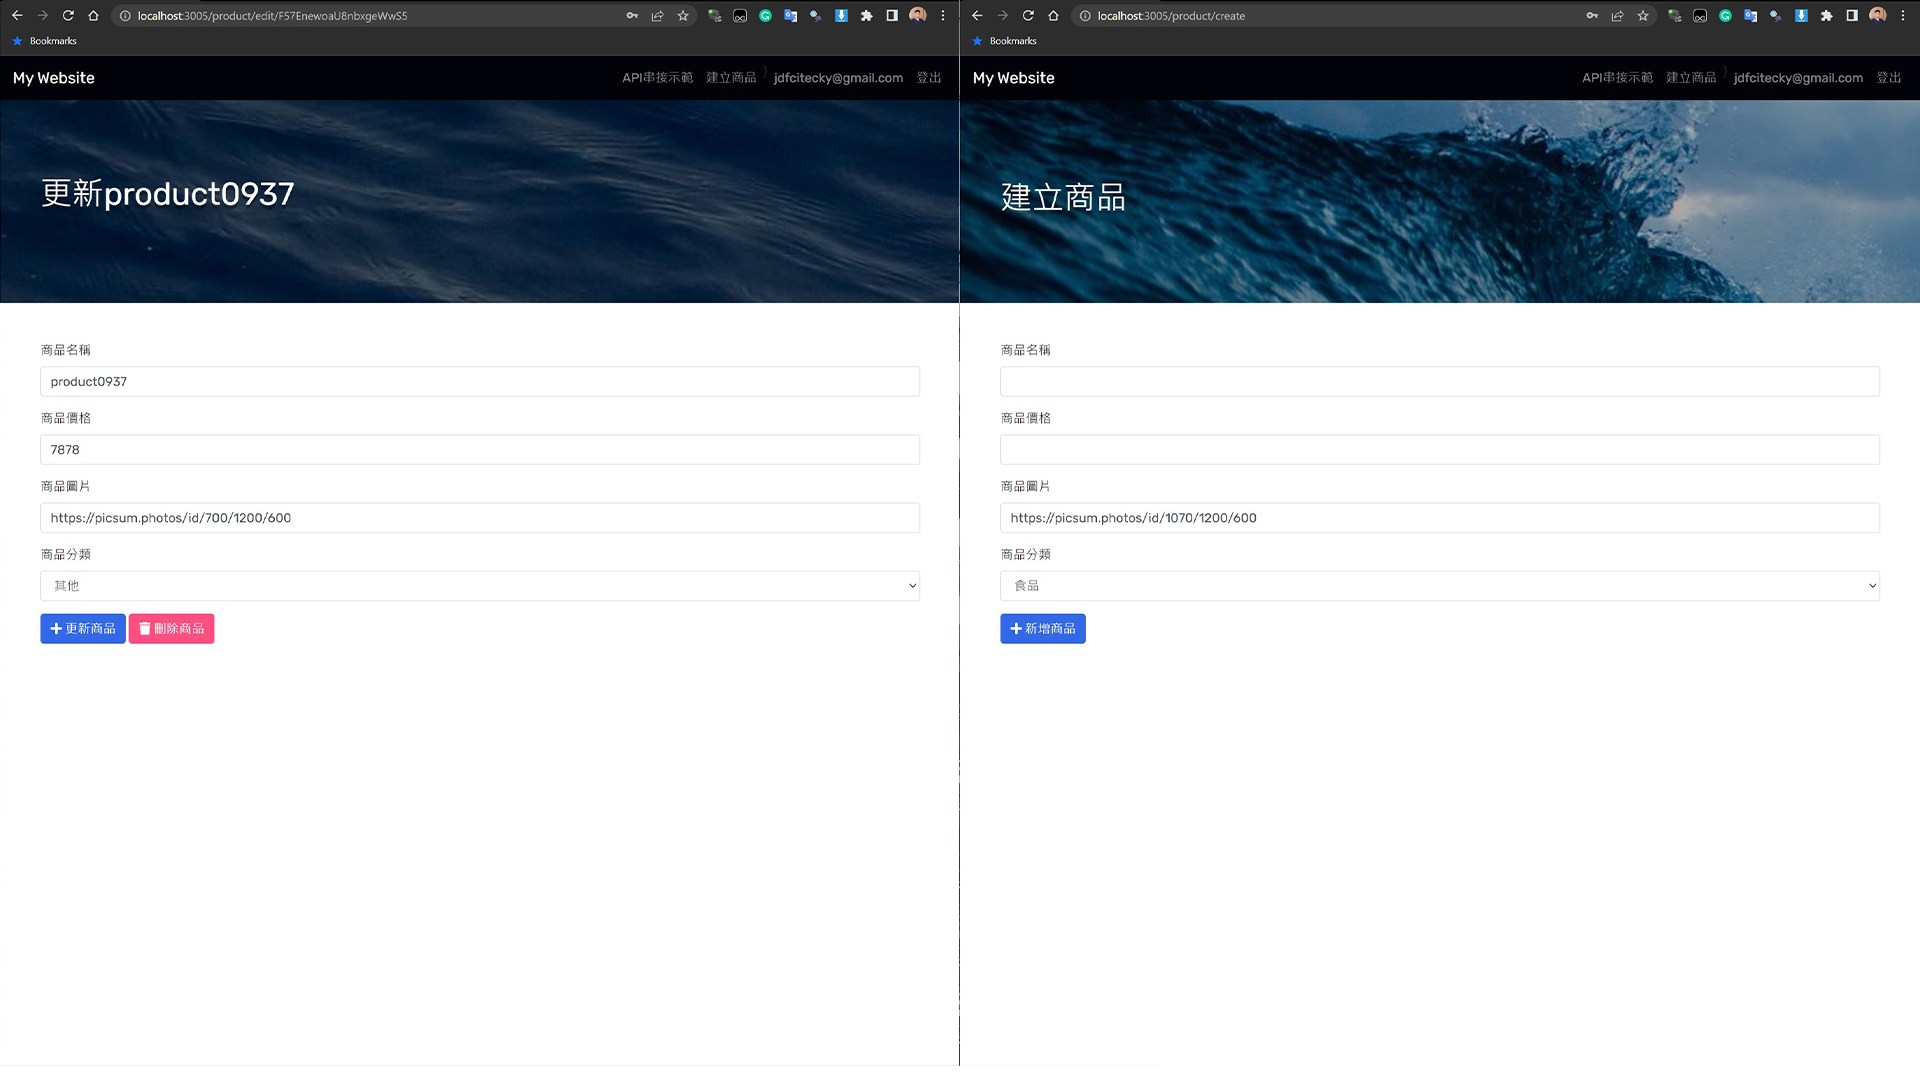 localhost:3005/product/edit/F57EnewoaU8nbxgeWwS5
Bookmarks
My Website
API串接示範 建立商品 jdfcitecky@gmail.com 登出
更新product0937
商品名稱
product0937
商品價格
7878
商品圖片
https://picsum.photos/id/700/1200/600
商品分類
其他
更新商品 刪除商品
localhost:3005/product/create
Bookmarks
My Website
API串接示範 建立商品 jdfcitecky@gmail.com 登出
建立商品
商品名稱
商品價格
商品圖片
https://picsum.photos/id/1070/1200/600
商品分類
食品
新增商品